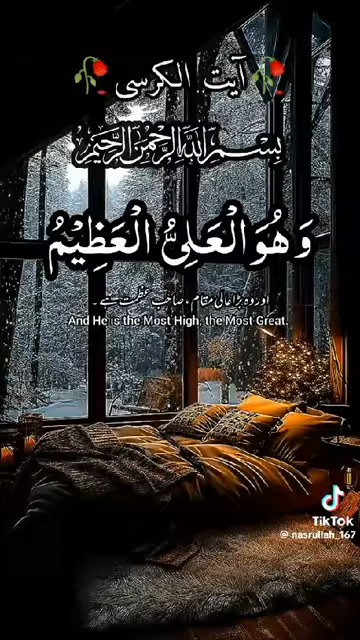 🥀 آیت الکرسی 🥀
بِسْمِ اللهِ الرَّحْمٰنِ الرَّحِيْمِ
وَهُوَ الْعَلِيُّ الْعَظِيْمُ
اور وہ بڑا عالی مقام، صاحب عظمت ہے۔
And He is the Most High, the Most Great.
TikTok
@nasrullah_167